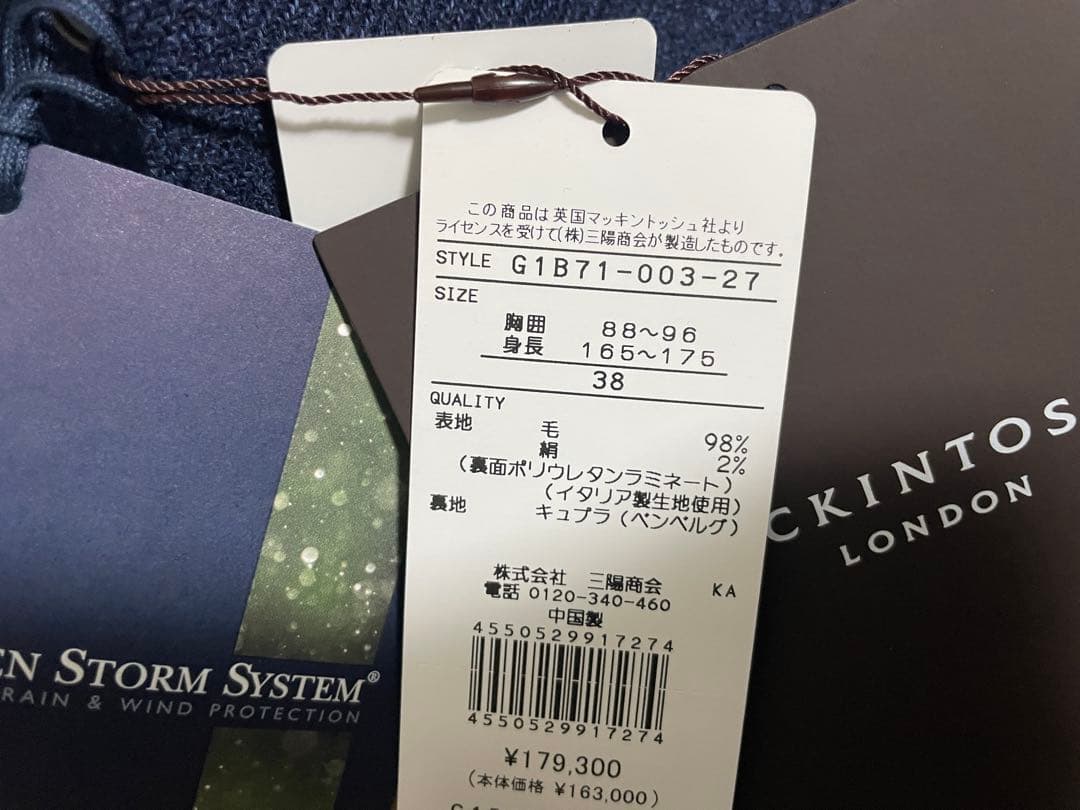 この商品は英国マッキントッシュ社より
ライセンスを受けて(株)三陽商会が製造したものです。
STYLE G1B71-003-27
SIZE
胸囲 88～96
身長 165～175
38
QUALITY
表地 毛 98%
絹 2%
(裏面ポリウレタンラミネート)
(イタリア製生地使用)
裏地 キュプラ(ベンベルグ)
株式会社 三陽商会 KA
電話 0120-340-460
中国製
4550529917274
4550529917274
¥179,300
(本体価格 ¥163,000)
CKINTOS
LONDON
EN STORM SYSTEM®
RAIN & WIND PROTECTION